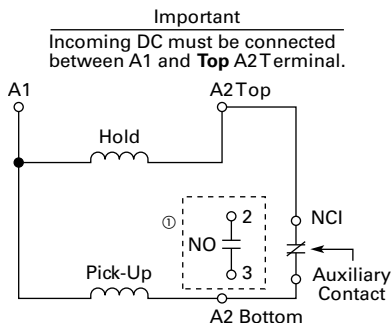 Important
Incoming DC must be connected
between A1 and Top A2 Terminal.
A1
A2 Top
Hold
①
2
NO
3
NCI
Pick-Up
Auxiliary
Contact
A2 Bottom